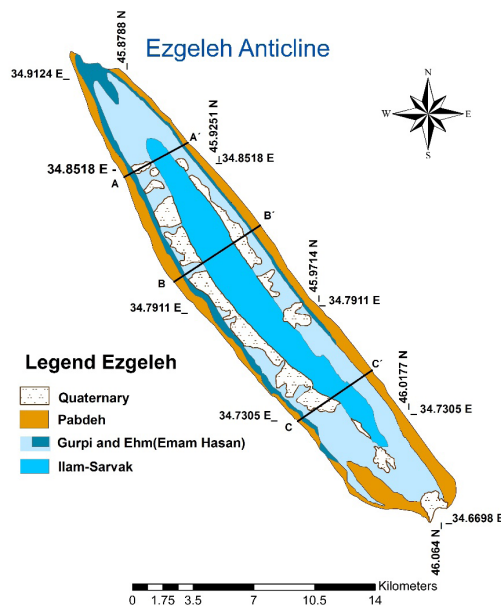 Ezgeleh Anticline
45.8788 N
34.9124 E
N
W
E
S
45.9251 N
A´
34.8518 E
34.8518 E
A
B´
45.9714 N
B
34.7911 E
34.7911 E
C´
46.0177 N
34.7305 E
34.7305 E
C
34.6698 E
46.064 N
Legend Ezgeleh
Quaternary
Pabdeh
Gurpi and Ehm(Emam Hasan)
Ilam-Sarvak
Kilometers
0 1.75 3.5 7 10.5 14